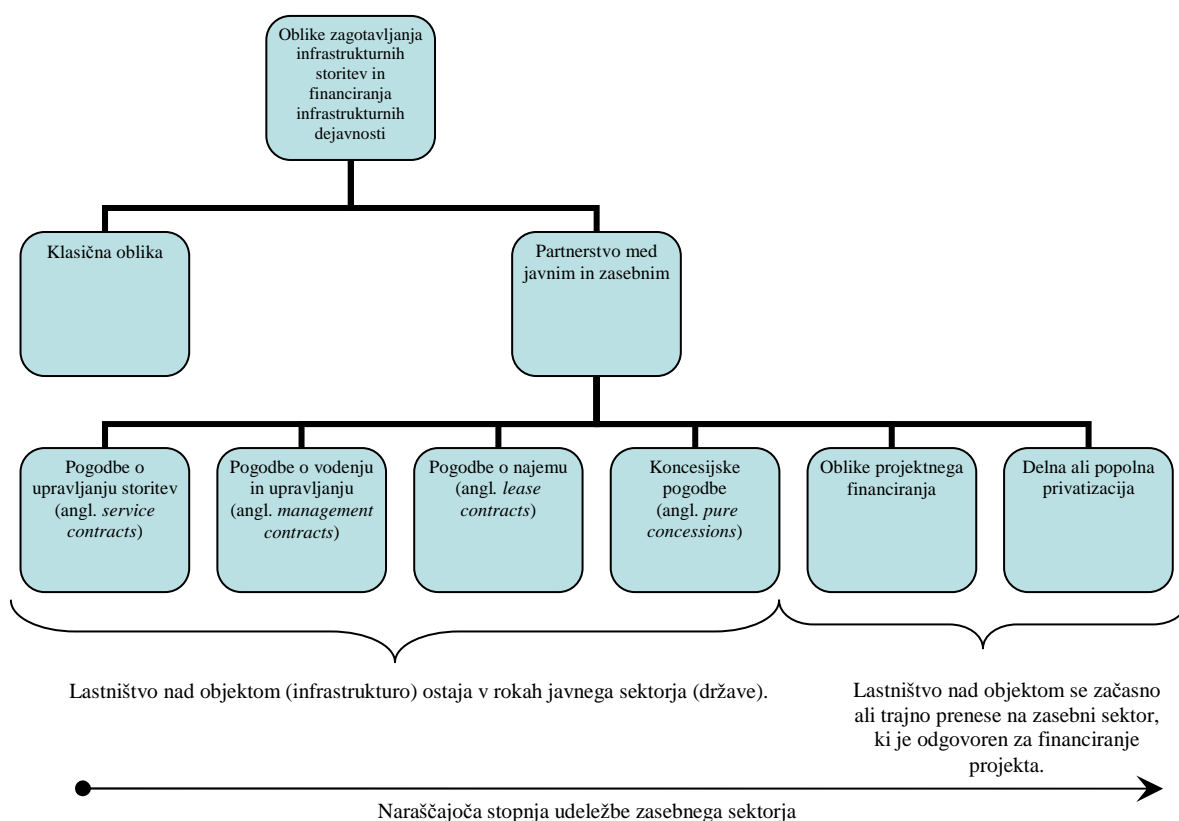 Oblike zagotavljanja
infrastrukturnih
storitev in
financiranja
infrastrukturnih
dejavnosti
Klasična oblika
Partnerstvo med
javnim in zasebnim
Pogodbe o
upravljanju storitev
(angl. service
contracts)
Pogodbe o vodenju
in upravljanju
(angl. management
contracts)
Pogodbe o najemu
(angl. lease
contracts)
Koncesijske
pogodbe
(angl. pure
concessions)
Oblike projektnega
financiranja
Delna ali popolna
privatizacija
Lastništvo nad objektom (infrastrukturo) ostaja v rokah javnega sektorja (države).
Lastništvo nad objektom se začasno
ali trajno prenese na zasebni sektor,
ki je odgovoren za financiranje
projekta.
Naraščajoča stopnja udeležbe zasebnega sektorja